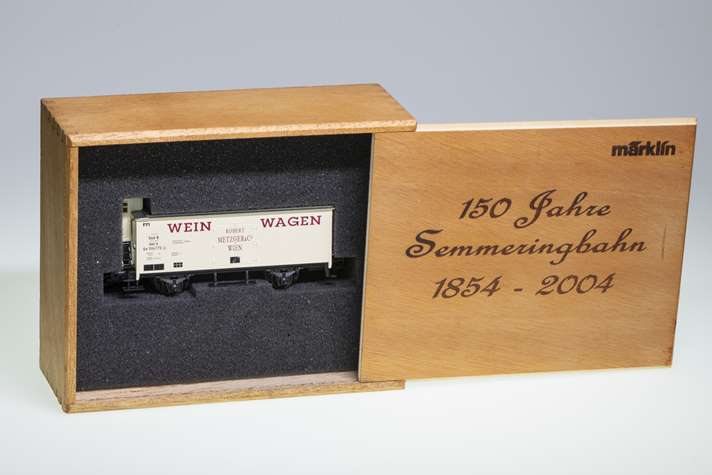 WEIN WAGEN
ROBERT
METZGER & Co
WIEN
märklin
150 Jahre
Semmeringbahn
1854 - 2004